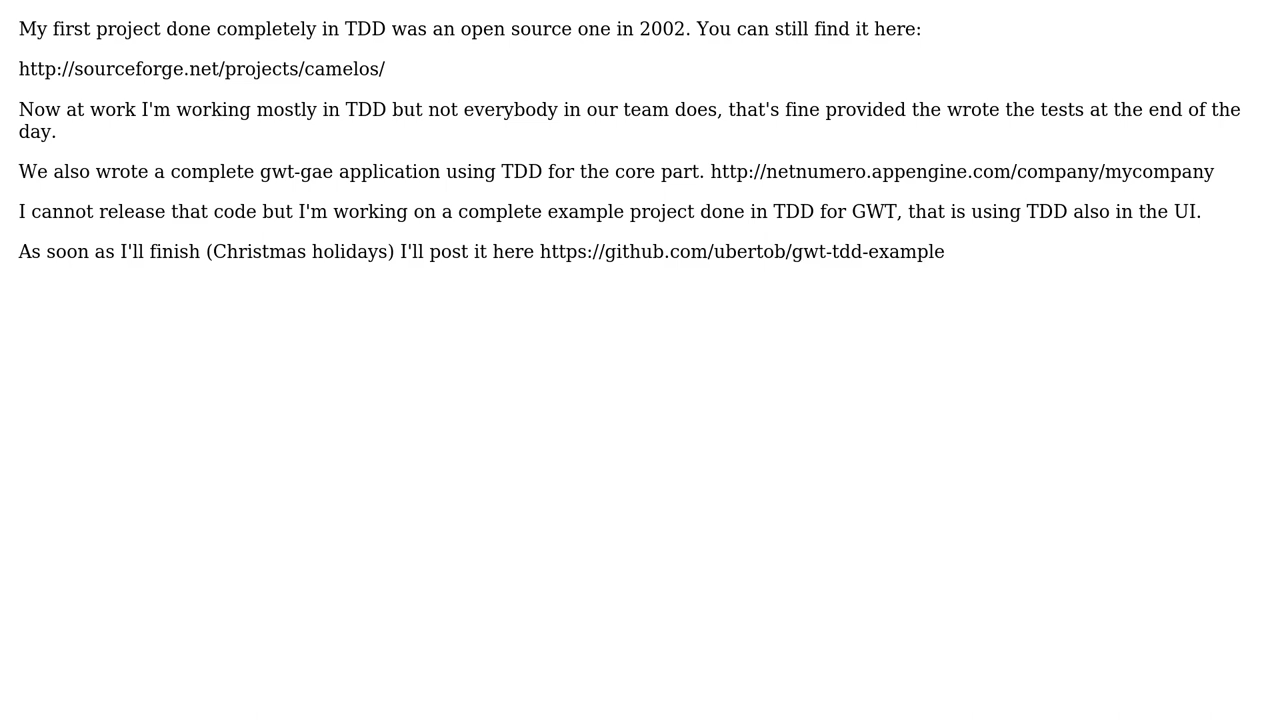 My first project done completely in TDD was an open source one in 2002. You can still find it here:
http://sourceforge.net/projects/camelos/
Now at work I'm working mostly in TDD but not everybody in our team does, that's fine provided the wrote the tests at the end of the
day.
We also wrote a complete gwt-gae application using TDD for the core part. http://netnumero.appengine.com/company/mycompany
I cannot release that code but I'm working on a complete example project done in TDD for GWT, that is using TDD also in the UI.
As soon as I'll finish (Christmas holidays) I'll post it here https://github.com/ubertob/gwt-tdd-example